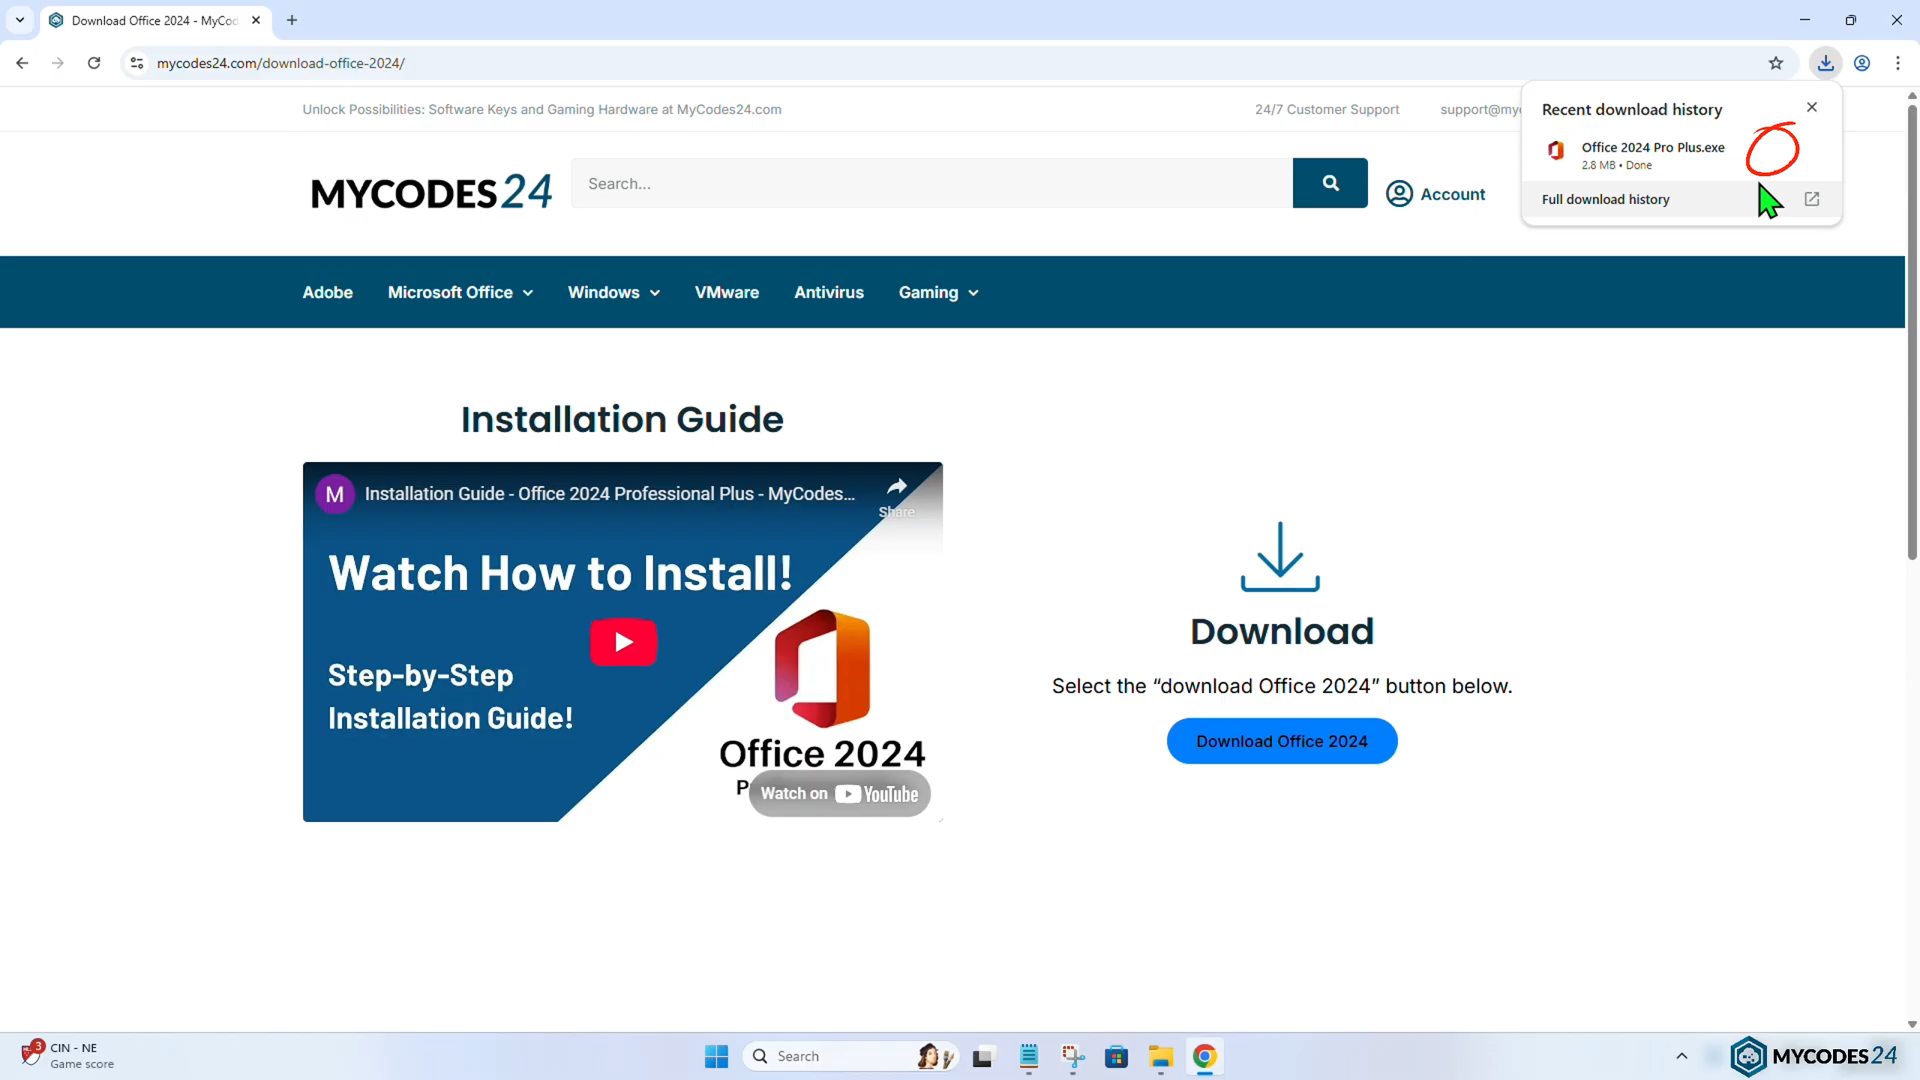 Download Office 2024 - MyCod
mycodes24.com/download-office-2024/
Unlock Possibilities: Software Keys and Gaming Hardware at MyCodes24.com
24/7 Customer Support
support@mye
Recent download history
Office 2024 Pro Plus.exe
2.8 MB • Done
Full download history
MYCODES24
Search...
Account
Adobe
Microsoft Office
Windows
VMware
Antivirus
Gaming
Installation Guide
M
Installation Guide - Office 2024 Professional Plus - MyCodes...
Share
Watch How to Install!
Step-by-Step
Installation Guide!
Office 2024
P
Watch on YouTube
Download
Select the “download Office 2024” button below.
Download Office 2024
3
CIN - NE
Game score
Search
MYCODES24